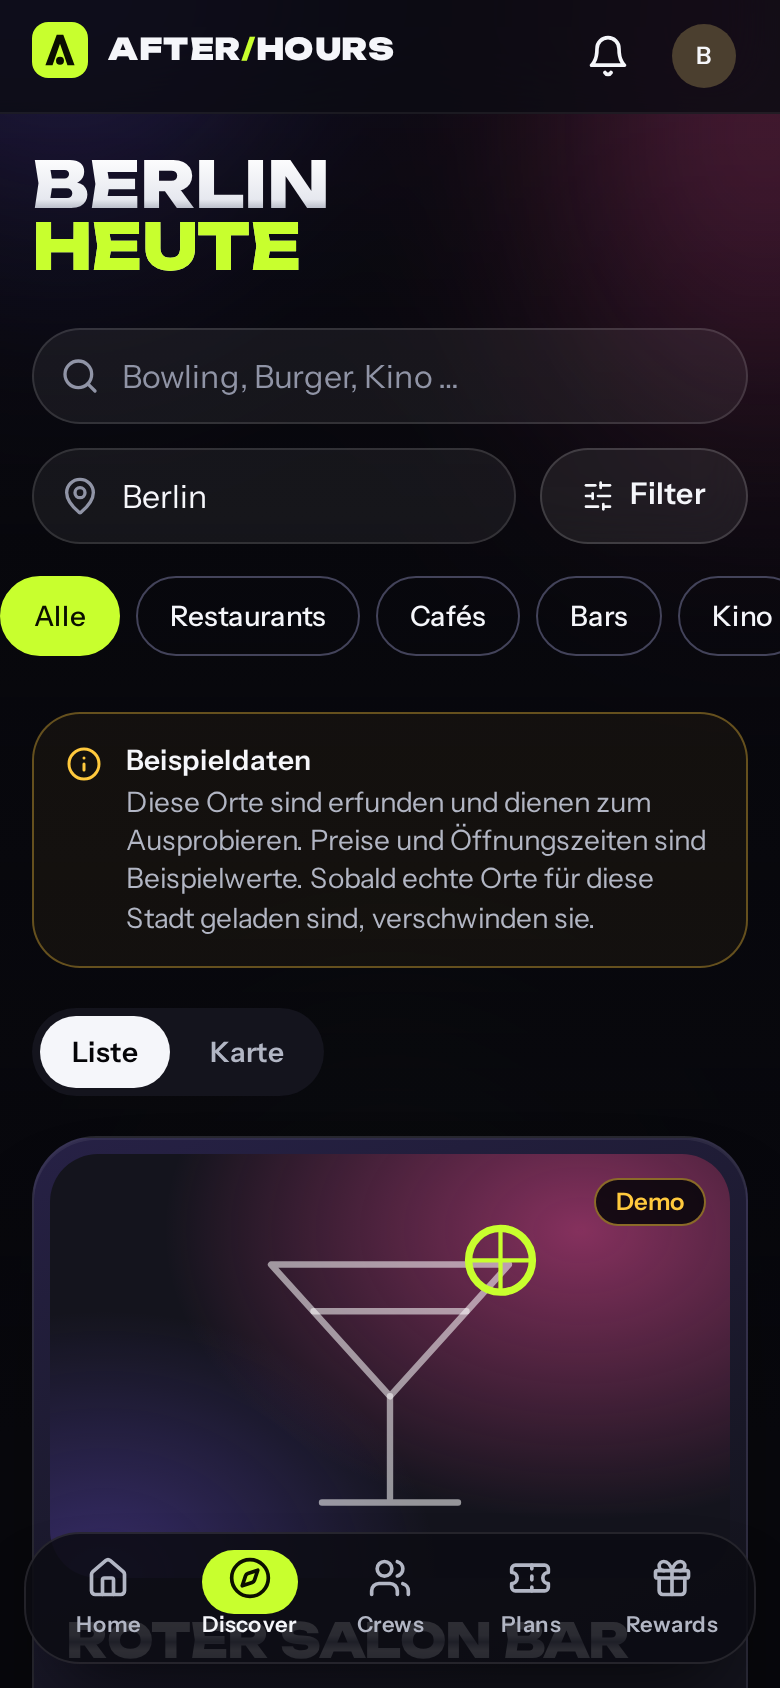 AFTER/HOURS
B
BERLIN
HEUTE
Bowling, Burger, Kino ...
Berlin
Filter
Alle
Restaurants
Cafés
Bars
Kino
Beispieldaten
Diese Orte sind erfunden und dienen zum
Ausprobieren. Preise und Öffnungszeiten sind
Beispielwerte. Sobald echte Orte für diese
Stadt geladen sind, verschwinden sie.
Liste
Karte
Demo
Home
Discover
Crews
Plans
Rewards
ROTER SALON BAR